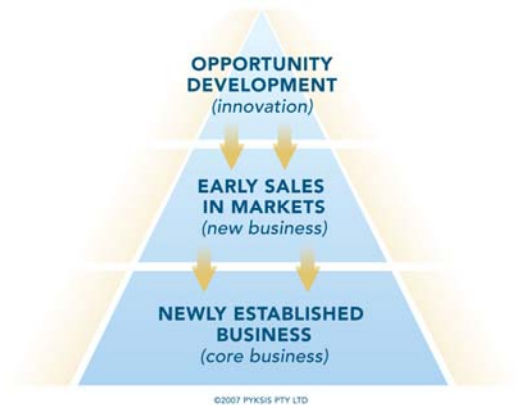 OPPORTUNITY
DEVELOPMENT
(innovation)
EARLY SALES
IN MARKETS
(new business)
NEWLY ESTABLISHED
BUSINESS
(core business)
©2007 PYKSIS PTY LTD